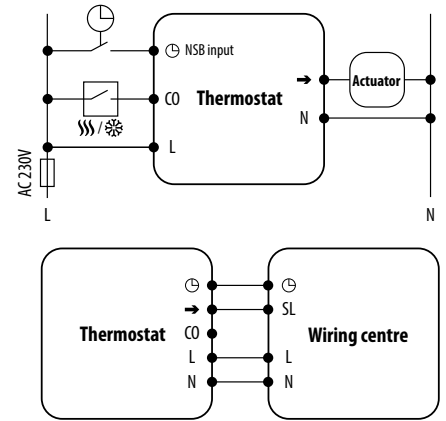 NSB input
CO
Thermostat
➔
Actuator
N
/
L
AC 230V
L
N
Thermostat
➔
CO
L
N
SL
Wiring centre
L
N